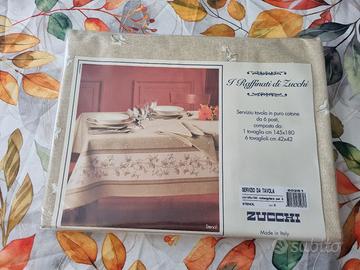 I Raffinati di Zucchi
Servizio tavola in puro cotone
da 6 posti,
composto da:
1 tovaglia cm 145x180
6 tovaglioli cm 42x42
SERVIZIO DA TAVOLA
ZUCCHI
Made in Italy
subito